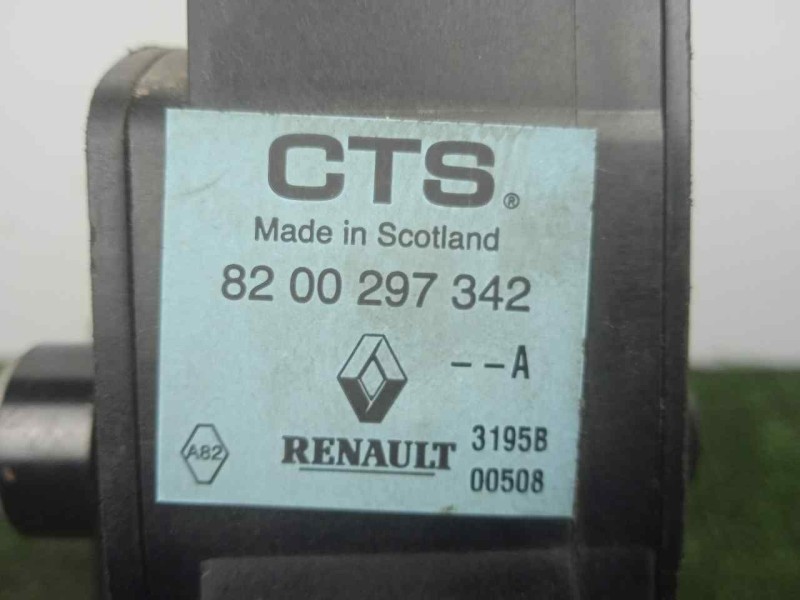 CTS®
Made in Scotland
82 00 297 342
--A
A82
RENAULT
3195B
00508